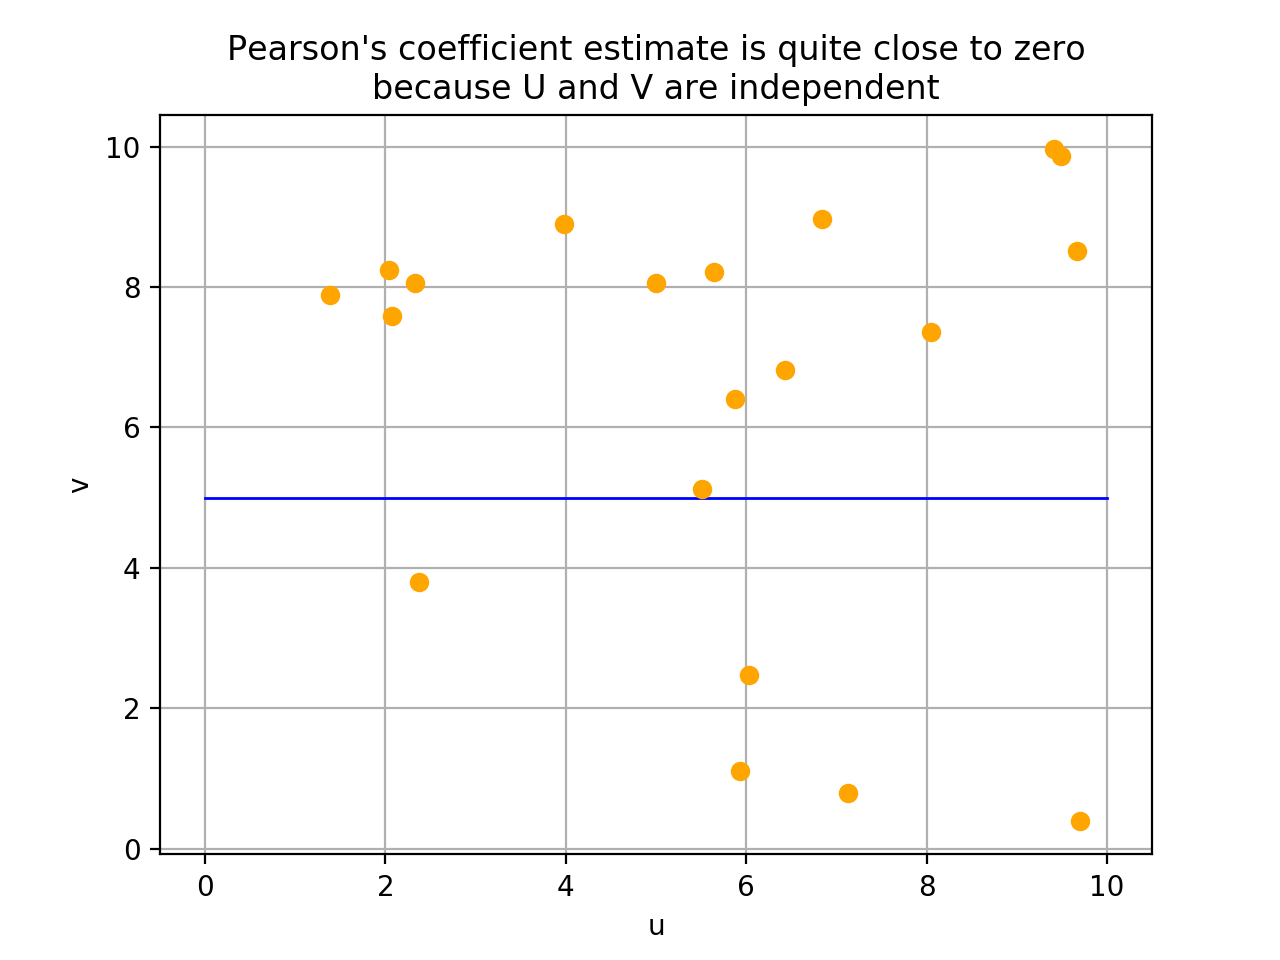 Pearson's coefficient estimate is quite close to zero
because U and V are independent
10
8
6
4
2
0
v
0 2 4 6 8 10
u